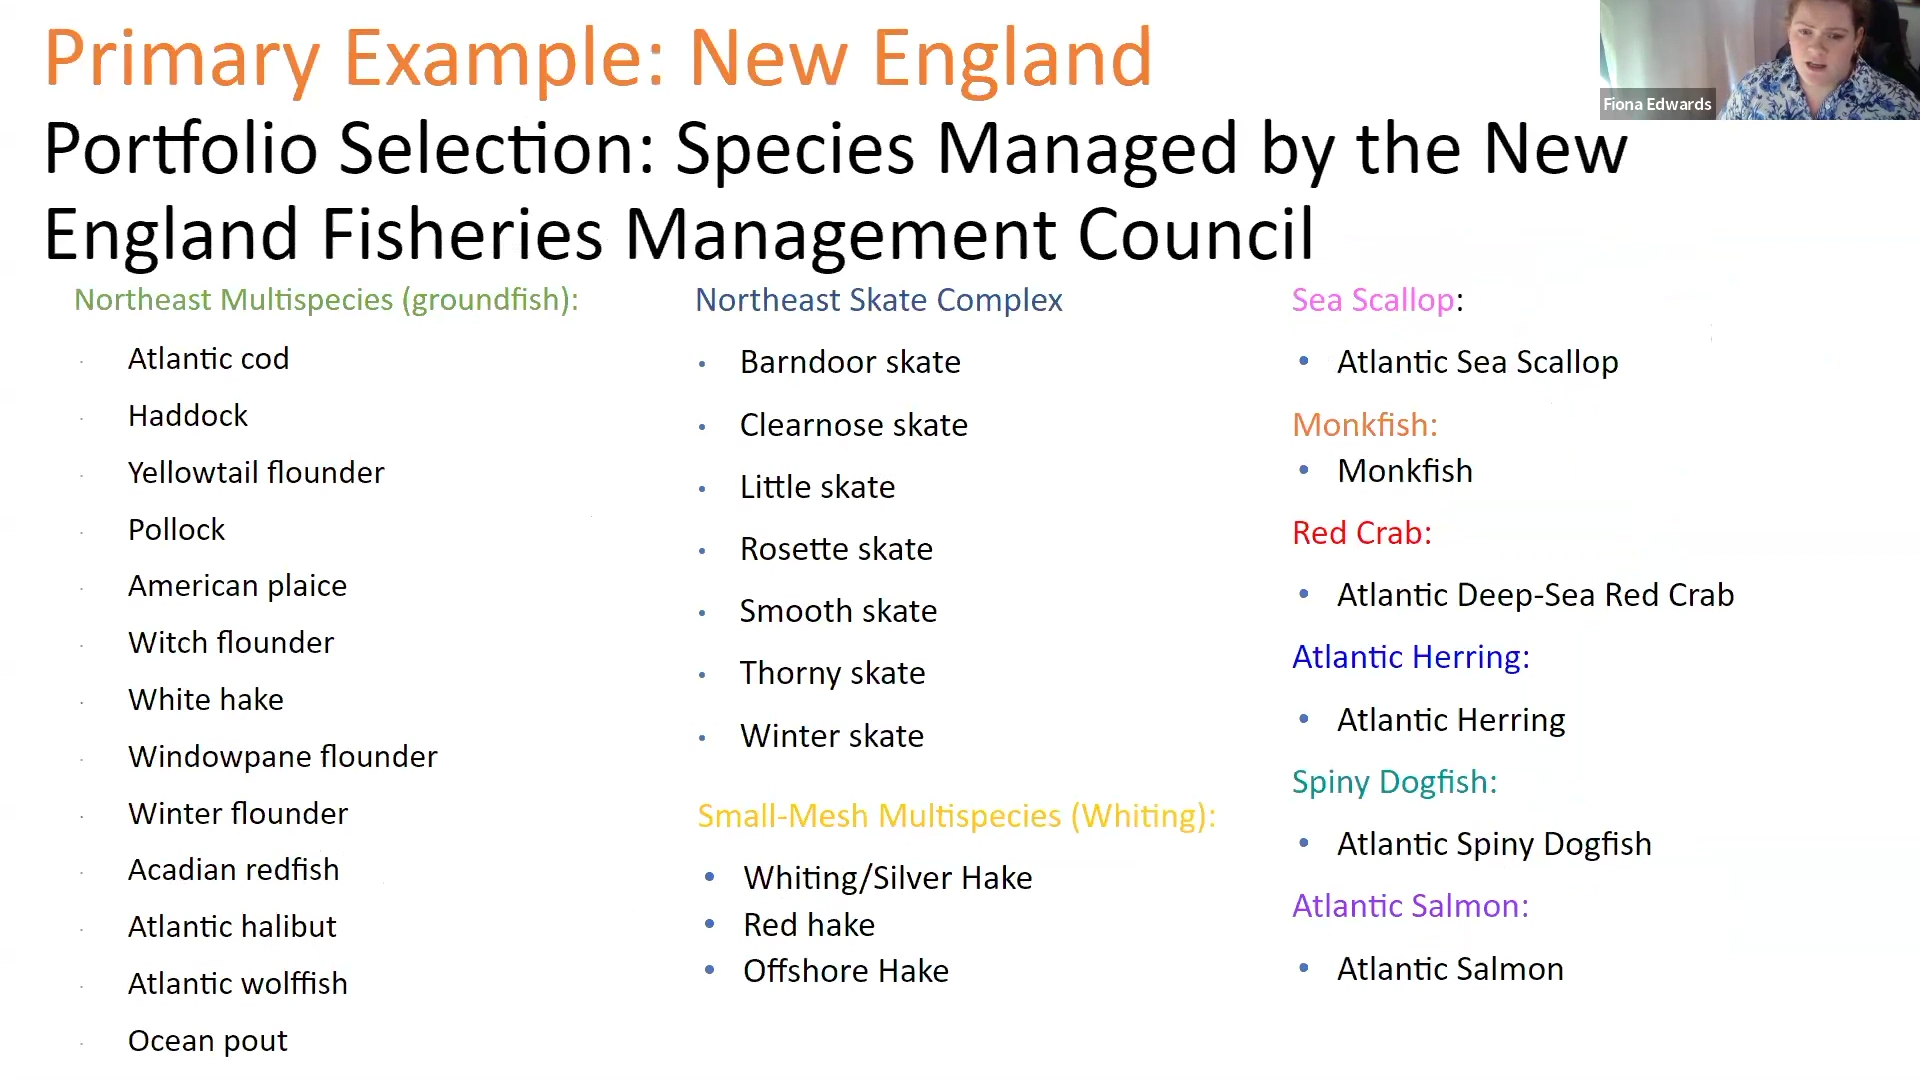 Primary Example: New England
Portfolio Selection: Species Managed by the New
England Fisheries Management Council
Fiona Edwards
Northeast Multispecies (groundfish):
Atlantic cod
Haddock
Yellowtail flounder
Pollock
American plaice
Witch flounder
White hake
Windowpane flounder
Winter flounder
Acadian redfish
Atlantic halibut
Atlantic wolffish
Ocean pout
Northeast Skate Complex
Barndoor skate
Clearnose skate
Little skate
Rosette skate
Smooth skate
Thorny skate
Winter skate
Small-Mesh Multispecies (Whiting):
Whiting/Silver Hake
Red hake
Offshore Hake
Sea Scallop:
Atlantic Sea Scallop
Monkfish:
Monkfish
Red Crab:
Atlantic Deep-Sea Red Crab
Atlantic Herring:
Atlantic Herring
Spiny Dogfish:
Atlantic Spiny Dogfish
Atlantic Salmon:
Atlantic Salmon